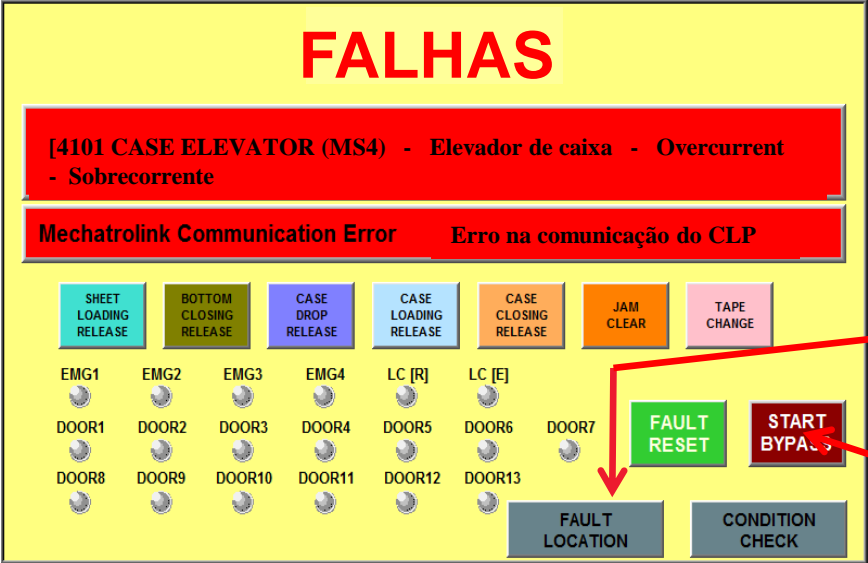 FALHAS
[4101 CASE ELEVATOR (MS4) - Elevador de caixa - Overcurrent
- Sobrecorrente
Mechatrolink Communication Error Erro na comunicação do CLP
SHEET
LOADING
RELEASE
BOTTOM
CLOSING
RELEASE
CASE
DROP
RELEASE
CASE
LOADING
RELEASE
CASE
CLOSING
RELEASE
JAM
CLEAR
TAPE
CHANGE
EMG1 EMG2 EMG3 EMG4 LC [R] LC [E]
DOOR1 DOOR2 DOOR3 DOOR4 DOOR5 DOOR6 DOOR7
DOOR8 DOOR9 DOOR10 DOOR11 DOOR12 DOOR13
FAULT
RESET
START
BYPASS
FAULT
LOCATION
CONDITION
CHECK